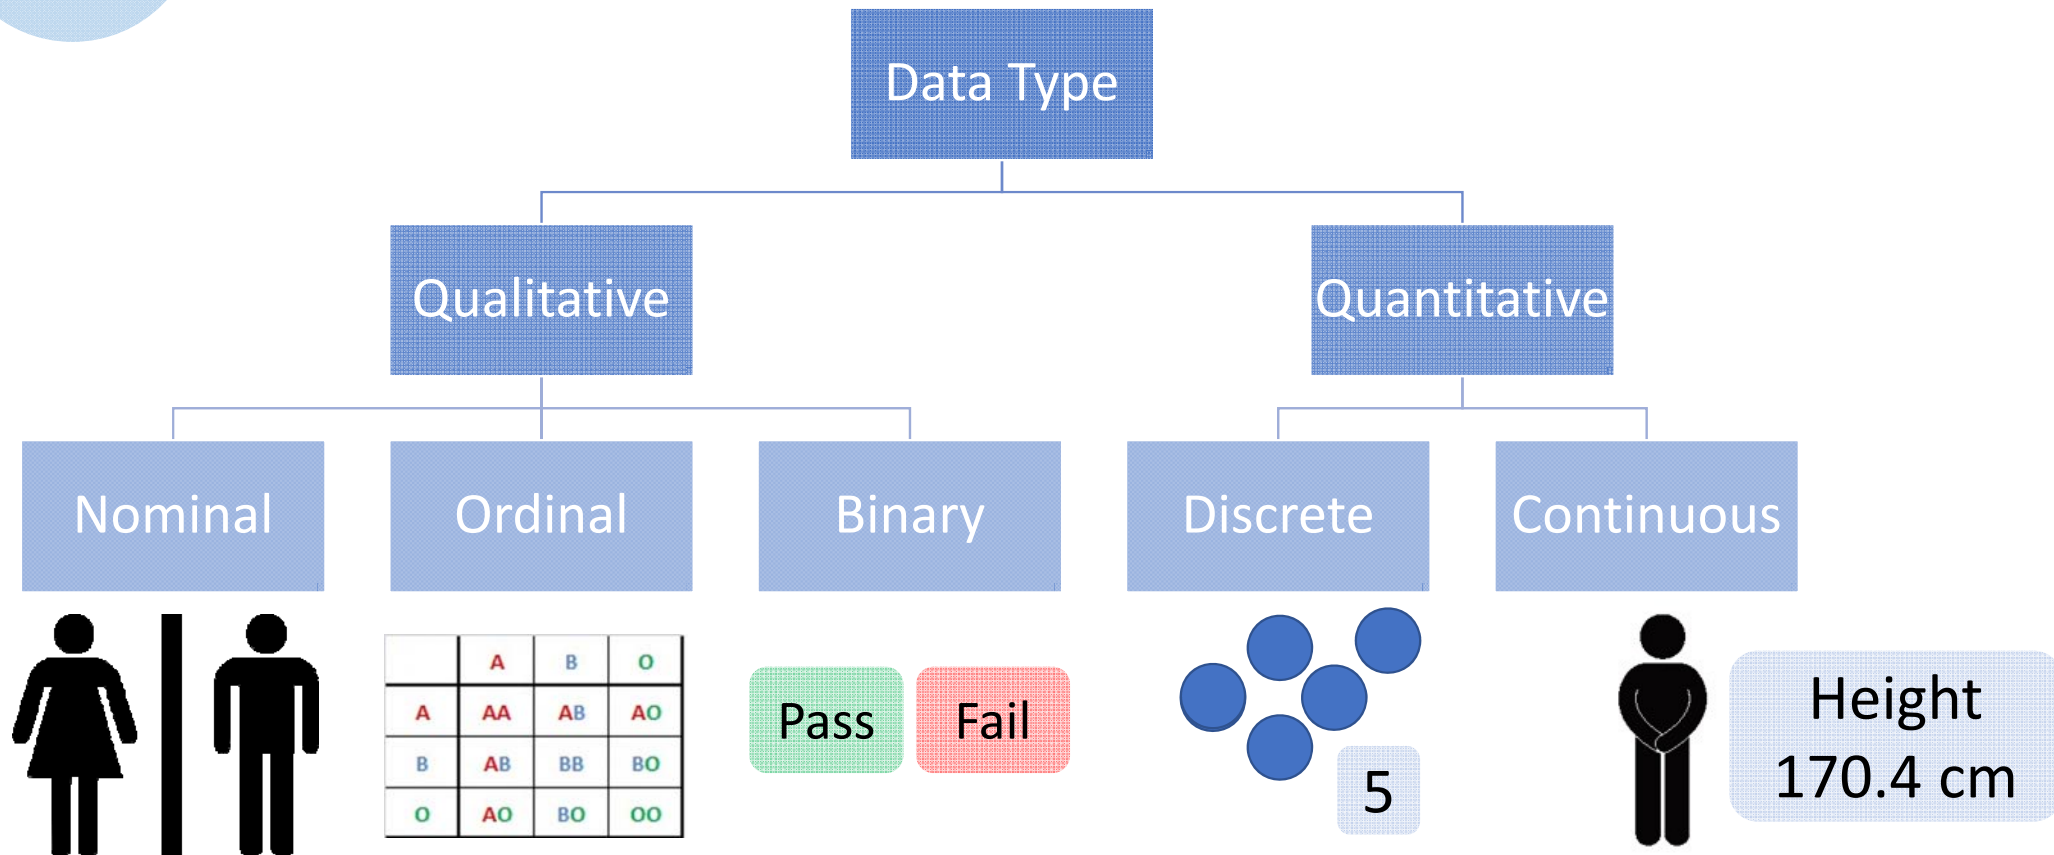 Data Type
Qualitative
Quantitative
Nominal
Ordinal
Binary
Discrete
Continuous
A B O
A AA AB AO
B AB BB BO
O AO BO OO
Pass
Fail
5
Height
170.4 cm